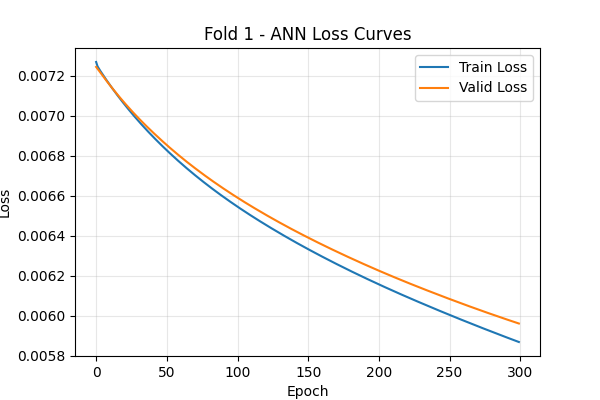 Fold 1 - ANN Loss Curves
Train Loss
Valid Loss
0.0072
0.0070
0.0068
0.0066
0.0064
0.0062
0.0060
0.0058
Loss
0 50 100 150 200 250 300
Epoch